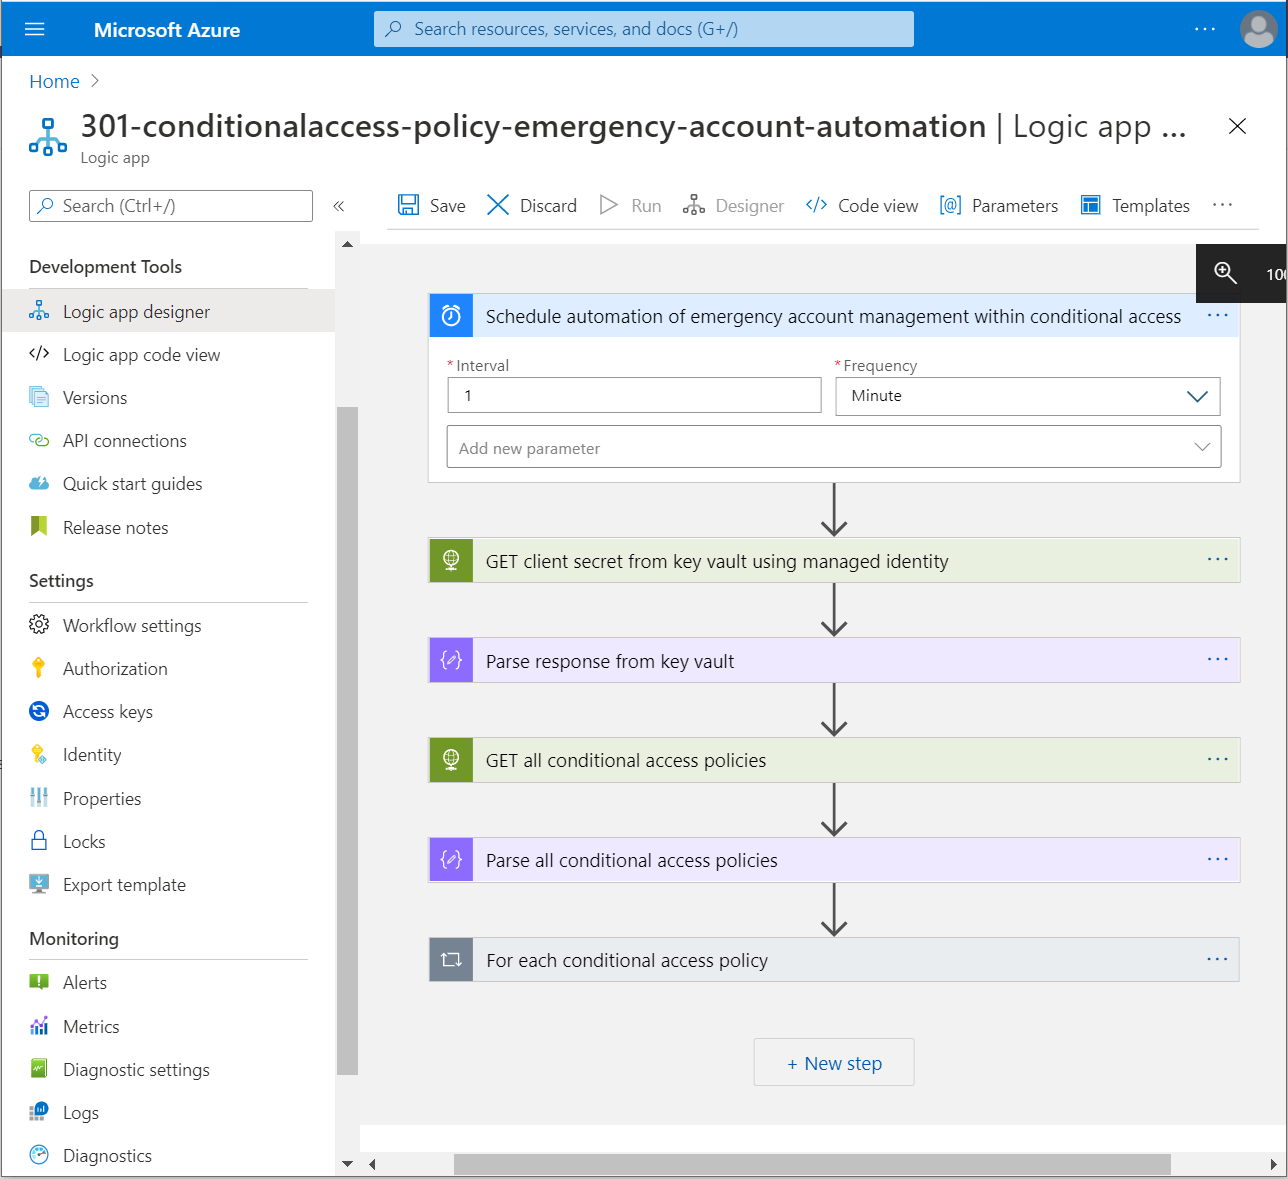 Microsoft Azure
Search resources, services, and docs (G+/)
Home
301-conditionalaccess-policy-emergency-account-automation | Logic app ...
Logic app
Search (Ctrl+/)
«
Save
Discard
Run
Designer
Code view
Parameters
Templates
Development Tools
Logic app designer
Logic app code view
Versions
API connections
Quick start guides
Release notes
Settings
Workflow settings
Authorization
Access keys
Identity
Properties
Locks
Export template
Monitoring
Alerts
Metrics
Diagnostic settings
Logs
Diagnostics
Schedule automation of emergency account management within conditional access
* Interval
* Frequency
1
Minute
Add new parameter
GET client secret from key vault using managed identity
Parse response from key vault
GET all conditional access policies
Parse all conditional access policies
For each conditional access policy
+ New step